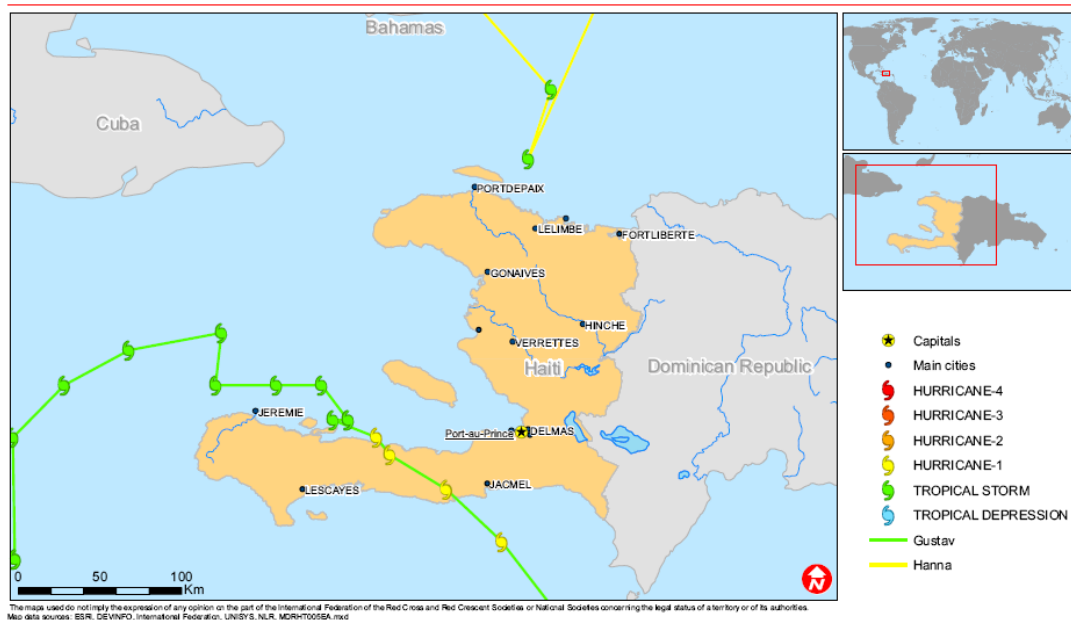 Bahamas
Cuba
PORTDEPAIX
LELIMBE
FORTLIBERTE
GONAIVES
HINCHE
VERRETTES
Haiti
Dominican Republic
JEREMIE
Port-au-Prince
DELMAS
LESCAYES
JACMEL
0 50 100
Km
N
Capitals
Main cities
HURRICANE-4
HURRICANE-3
HURRICANE-2
HURRICANE-1
TROPICAL STORM
TROPICAL DEPRESSION
Gustav
Hanna
The maps used do not imply the expression of any opinion on the part of the International Federation of the Red Cross and Red Crescent Societies or National Societies concerning the legal status of a territory or of its authorities.
Map data sources: ESRI, DEVINFO, International Federation, UNISYS, NLR, MDRHT005EA.mxd